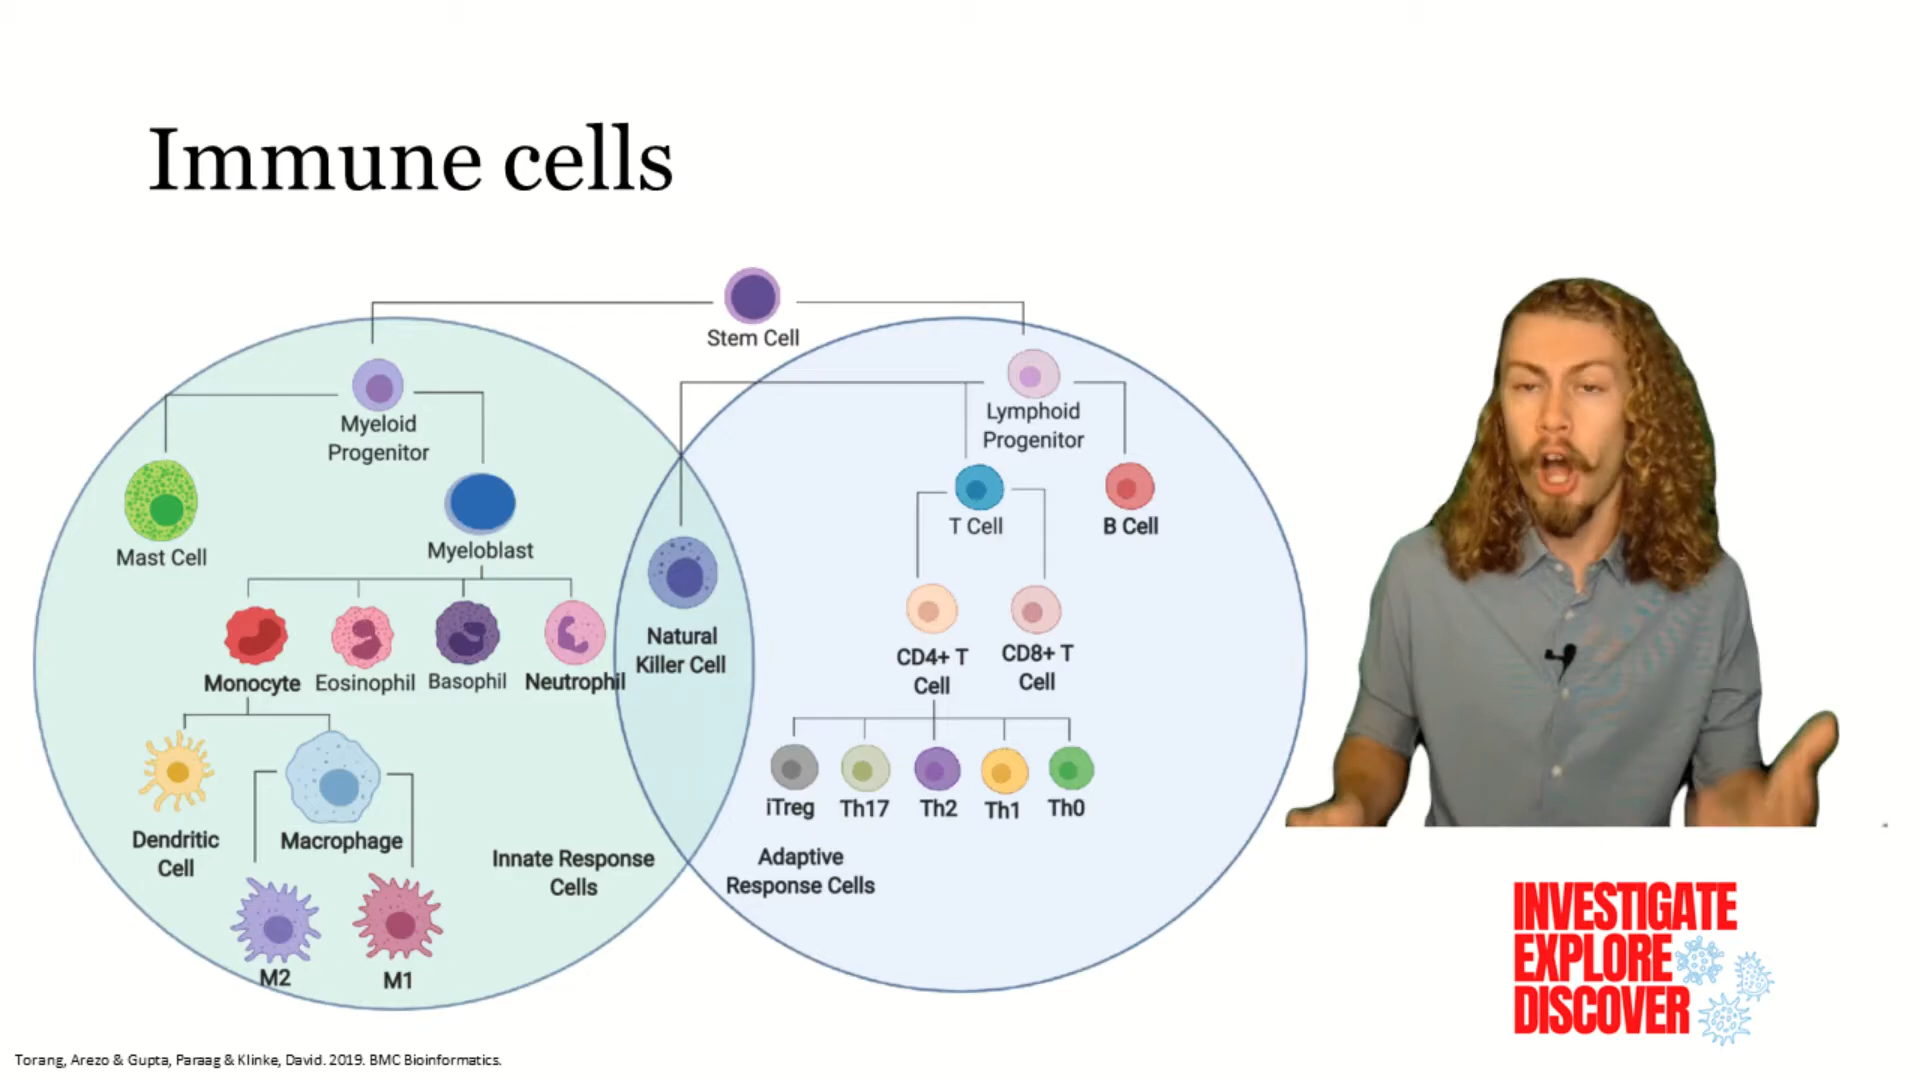 Immune cells
Stem Cell
Myeloid
Progenitor
Lymphoid
Progenitor
Mast Cell
Myeloblast
T Cell
B Cell
Natural
Killer Cell
Monocyte
Eosinophil
Basophil
Neutrophil
CD4+ T
Cell
CD8+ T
Cell
iTreg
Th17
Th2
Th1
Th0
Dendritic
Cell
Macrophage
Innate Response
Cells
Adaptive
Response Cells
M2
M1
INVESTIGATE
EXPLORE
DISCOVER
Torang, Arezo & Gupta, Paraag & Klinke, David. 2019. BMC Bioinformatics.